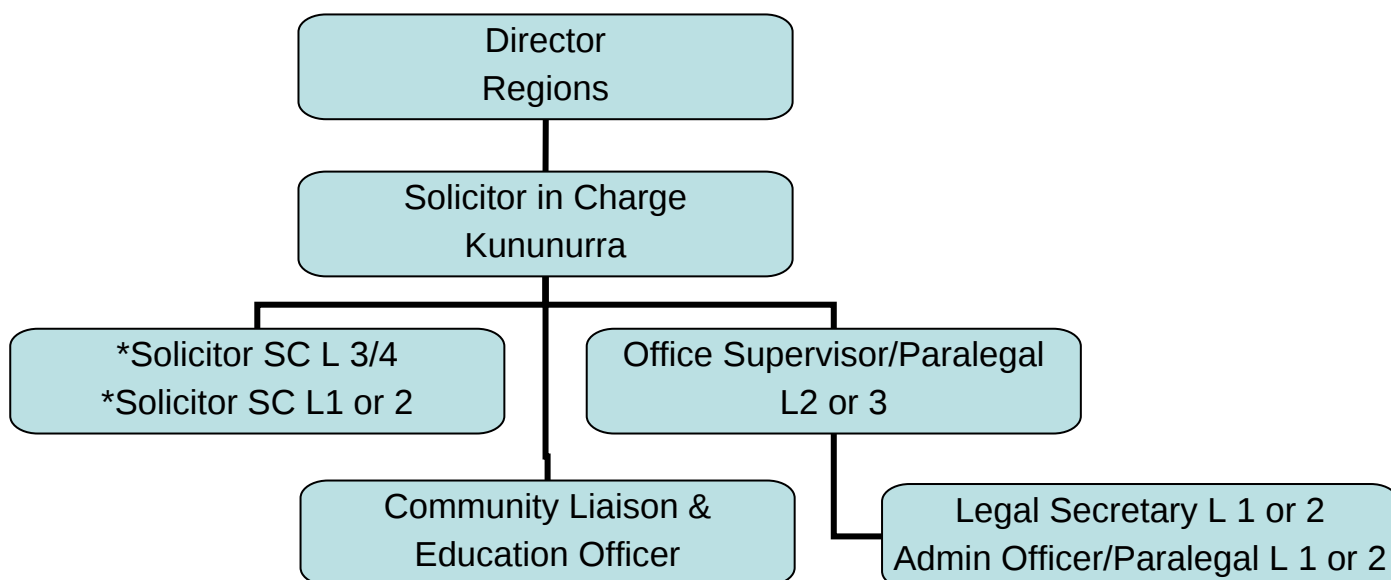 Director
Regions
Solicitor in Charge
Kununurra
*Solicitor SC L 3/4
*Solicitor SC L1 or 2
Office Supervisor/Paralegal
L2 or 3
Community Liaison &
Education Officer
Legal Secretary L 1 or 2
Admin Officer/Paralegal L 1 or 2